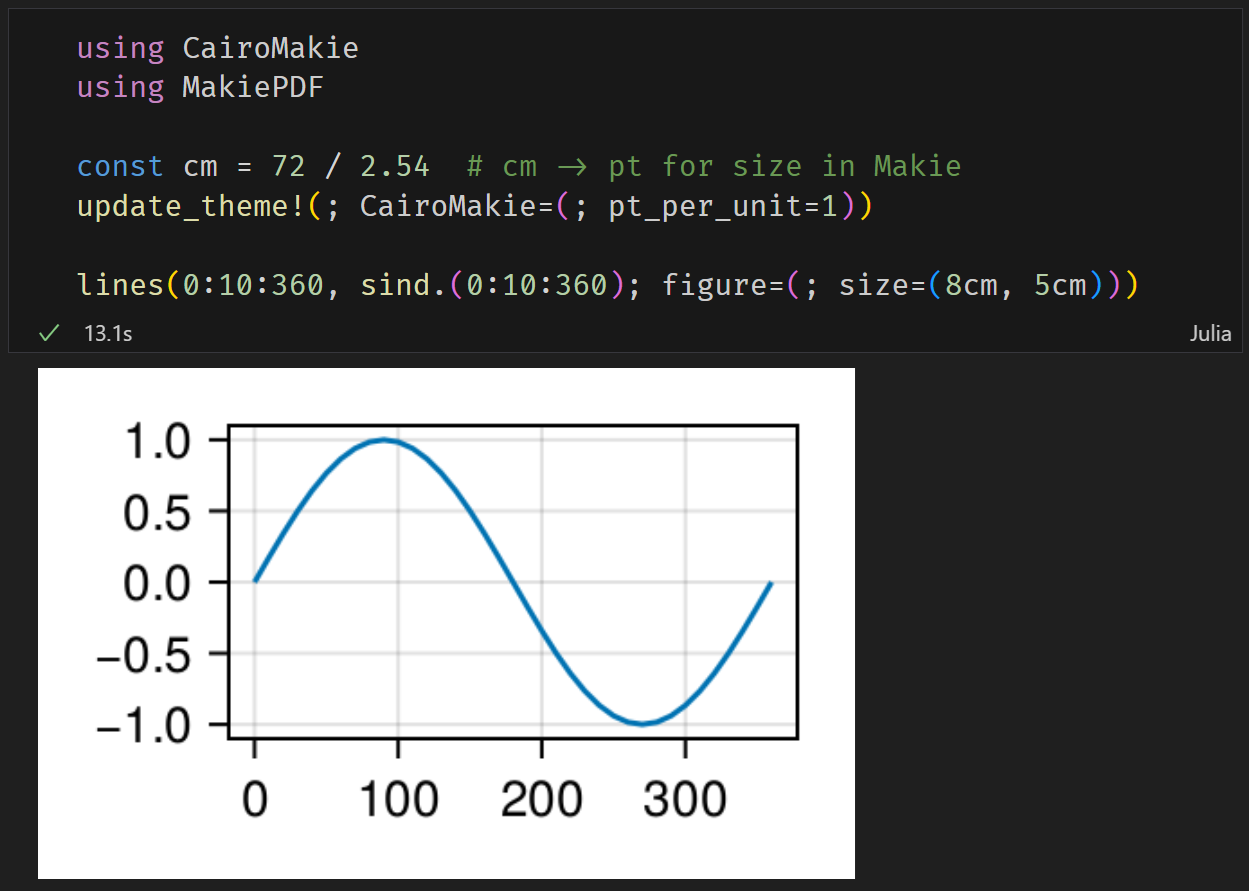 using CairoMakie
using MakiePDF
const cm = 72 / 2.54  # cm → pt for size in Makie
update_theme!(; CairoMakie=(; pt_per_unit=1))
lines(0:10:360, sind.(0:10:360); figure=(; size=(8cm, 5cm)))
✓ 13.1s Julia
1.0
0.5
0.0
−0.5
−1.0
0 100 200 300